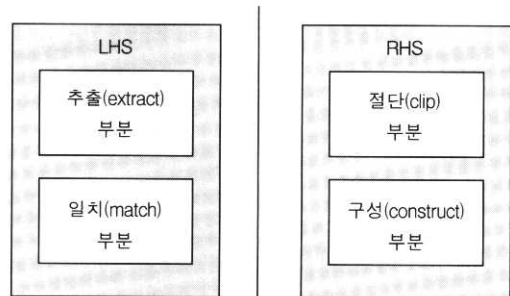 LHS
추출(extract)
부분
일치(match)
부분
RHS
절단(clip)
부분
구성(construct)
부분